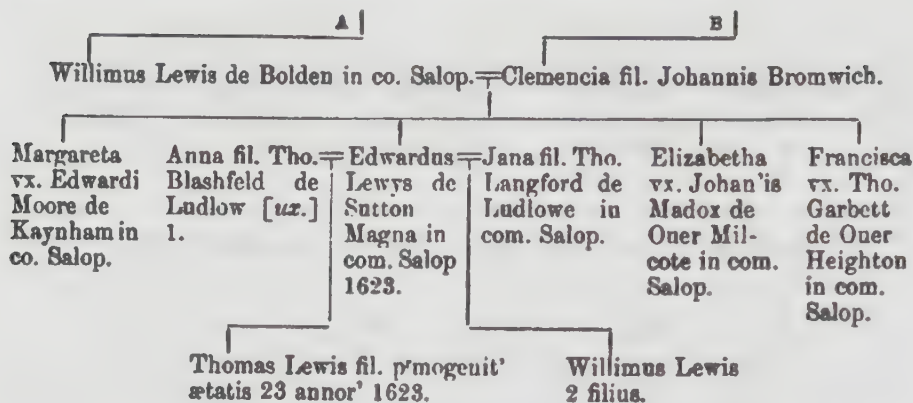 A
B
Willimus Lewis de Bolden in co. Salop.
Clemencia fil. Johannis Bromwich.
Margareta
vx. Edwardi
Moore de
Kaynham in
co. Salop.
Anna fil. Tho.
Blashfeld de
Ludlow [ux.]
1.
Edwardus
Lewys de
Sutton
Magna in
com. Salop
1623.
Jana fil. Tho.
Langford de
Ludlowe in
com. Salop.
Elizabetha
vx. Johan'is
Madox de
Ouer Mil-
cote in com.
Salop.
Francisca
vx. Tho.
Garbett
de Ouer
Heighton
in com.
Salop.
Thomas Lewis fil. p'mogenit'
ætatis 23 annor' 1623.
Willimus Lewis
2 filius.